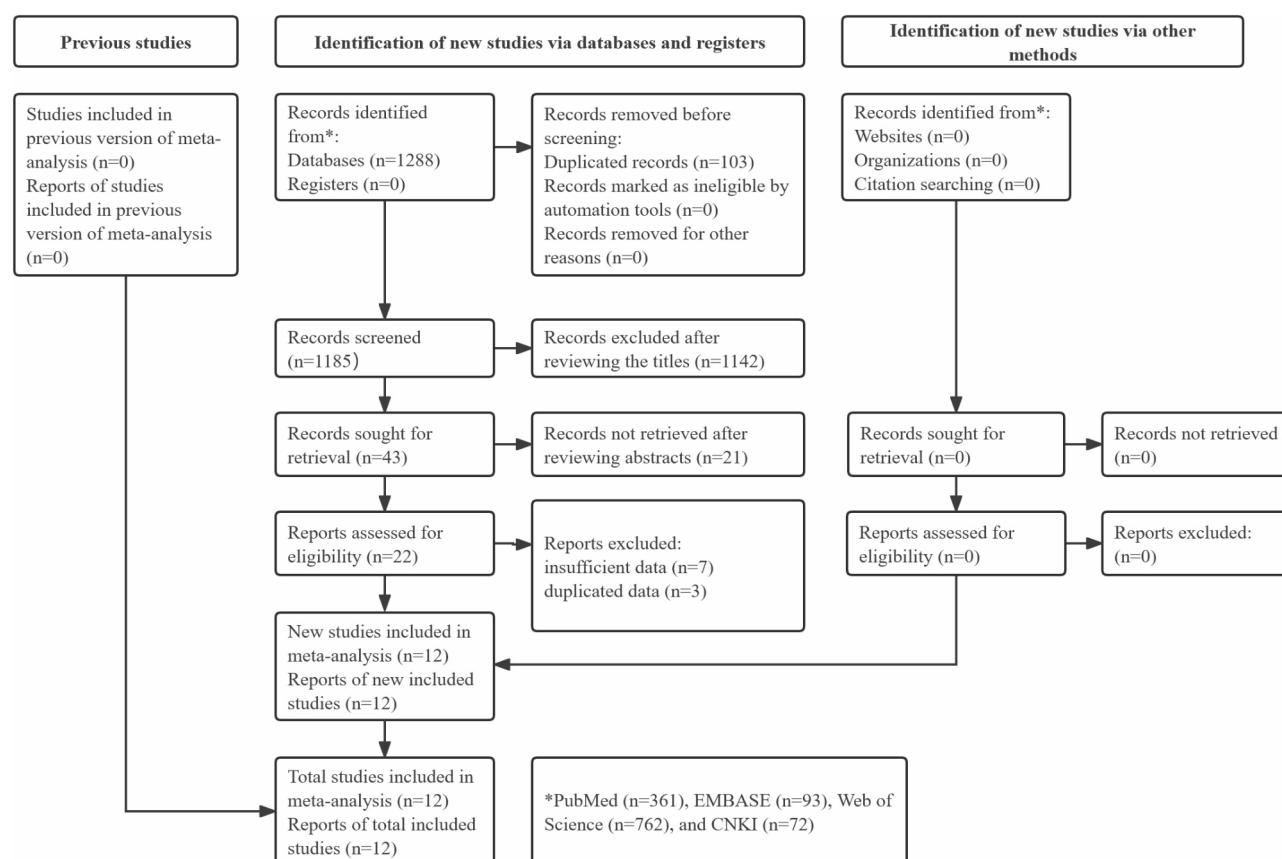 Previous studies
Identification of new studies via databases and registers
Identification of new studies via other
methods
Studies included in
previous version of meta-
analysis (n=0)
Reports of studies
included in previous
version of meta-analysis
(n=0)
Records identified
from*:
Databases (n=1288)
Registers (n=0)
Records removed before
screening:
Duplicated records (n=103)
Records marked as ineligible by
automation tools (n=0)
Records removed for other
reasons (n=0)
Records identified from*:
Websites (n=0)
Organizations (n=0)
Citation searching (n=0)
Records screened
(n=1185)
Records excluded after
reviewing the titles (n=1142)
Records sought for
retrieval (n=43)
Records not retrieved after
reviewing abstracts (n=21)
Records sought for
retrieval (n=0)
Records not retrieved
(n=0)
Reports assessed for
eligibility (n=22)
Reports excluded:
insufficient data (n=7)
duplicated data (n=3)
Reports assessed for
eligibility (n=0)
Reports excluded:
(n=0)
New studies included in
meta-analysis (n=12)
Reports of new included
studies (n=12)
Total studies included in
meta-analysis (n=12)
Reports of total included
studies (n=12)
*PubMed (n=361), EMBASE (n=93), Web of
Science (n=762), and CNKI (n=72)